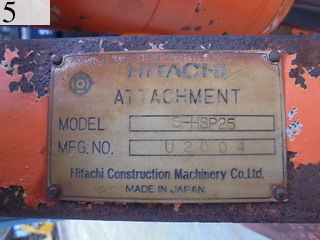 5
HITACHI
ATTACHMENT
MODEL S-HSP25
MFG.NO. U2004
Hitachi Construction Machinery Co.Ltd.
MADE IN JAPAN